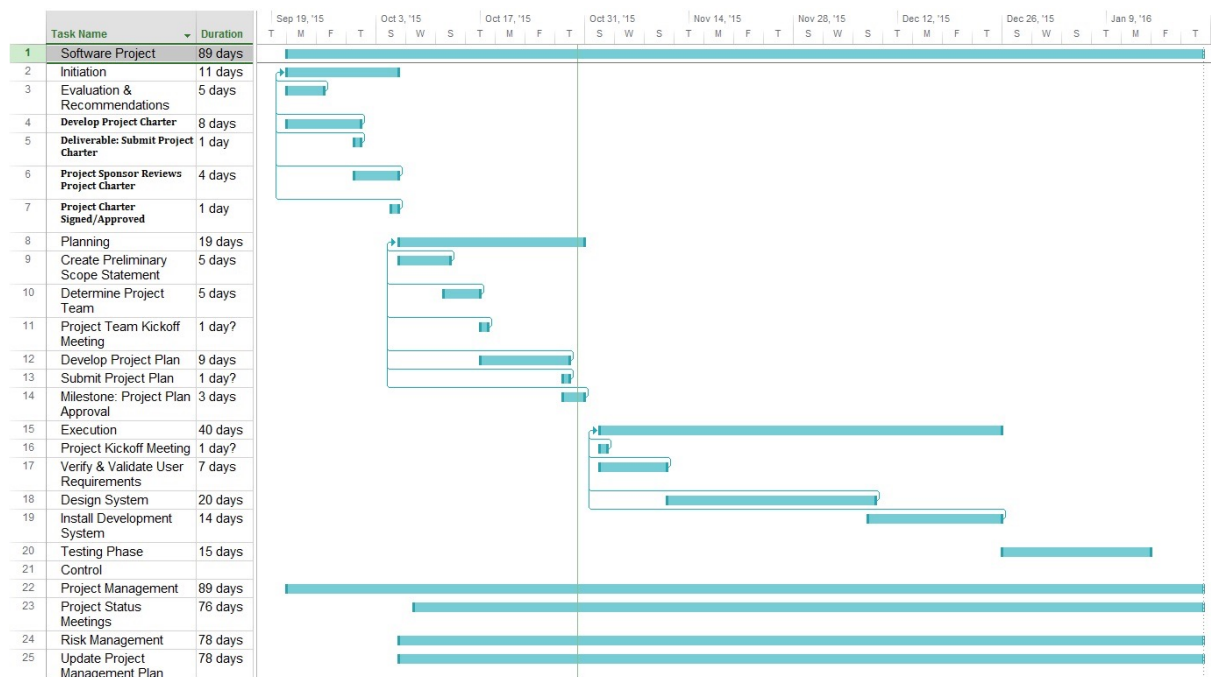 Sep 19, '15 Oct 3, '15 Oct 17, '15 Oct 31, '15 Nov 14, '15 Nov 28, '15 Dec 12, '15 Dec 26, '15 Jan 9, '16
Task Name Duration T M F T S W S T M F T S W S T M F T S W S T M F T S W S T M F T
1 Software Project 89 days
2 Initiation 11 days
3 Evaluation & 5 days
Recommendations
4 Develop Project Charter 8 days
5 Deliverable: Submit Project 1 day
Charter
6 Project Sponsor Reviews 4 days
Project Charter
7 Project Charter 1 day
Signed/Approved
8 Planning 19 days
9 Create Preliminary 5 days
Scope Statement
10 Determine Project 5 days
Team
11 Project Team Kickoff 1 day?
Meeting
12 Develop Project Plan 9 days
13 Submit Project Plan 1 day?
14 Milestone: Project Plan 3 days
Approval
15 Execution 40 days
16 Project Kickoff Meeting 1 day?
17 Verify & Validate User 7 days
Requirements
18 Design System 20 days
19 Install Development 14 days
System
20 Testing Phase 15 days
21 Control
22 Project Management 89 days
23 Project Status 76 days
Meetings
24 Risk Management 78 days
25 Update Project 78 days
Management Plan